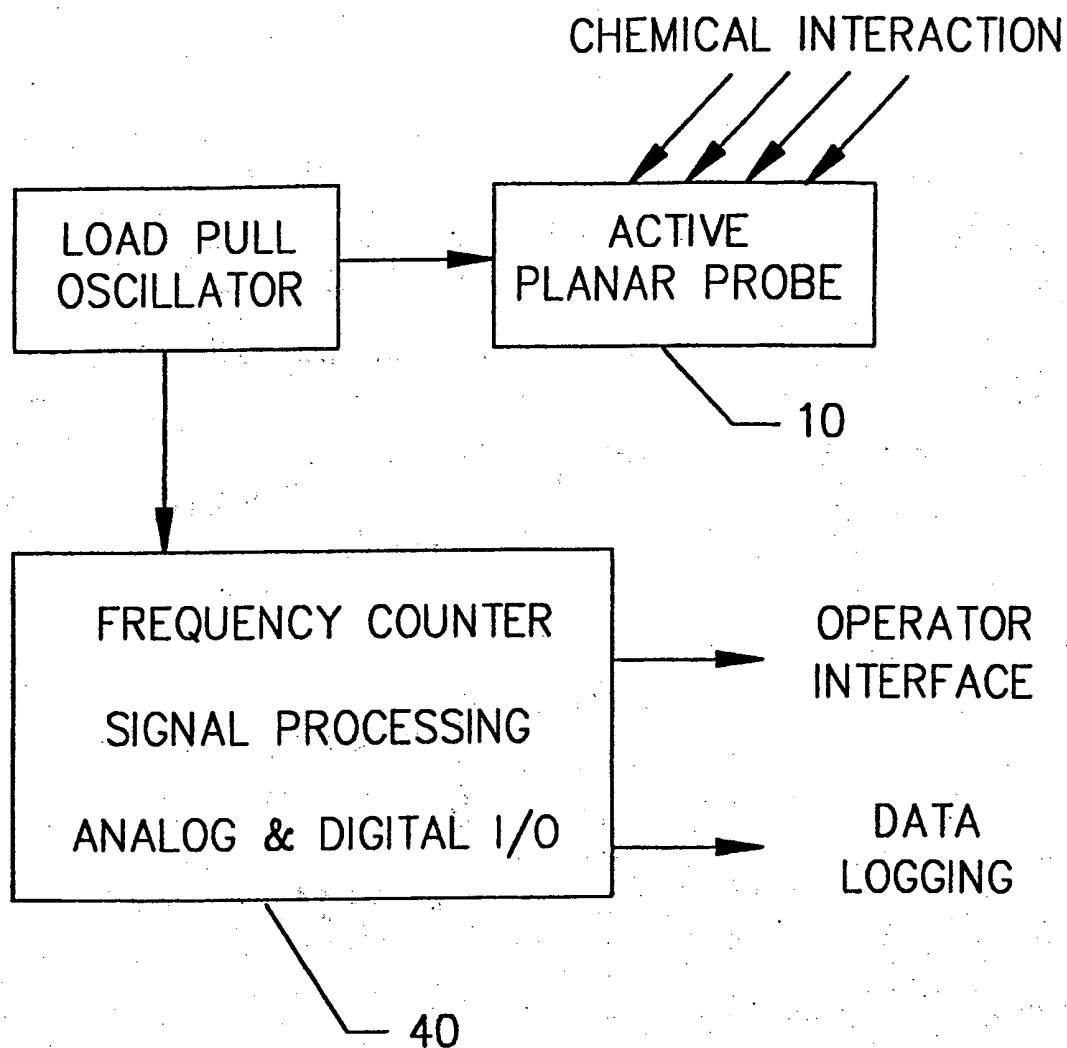 CHEMICAL INTERACTION
LOAD PULL
OSCILLATOR
ACTIVE
PLANAR PROBE
10
FREQUENCY COUNTER
SIGNAL PROCESSING
ANALOG & DIGITAL I/O
OPERATOR
INTERFACE
DATA
LOGGING
40